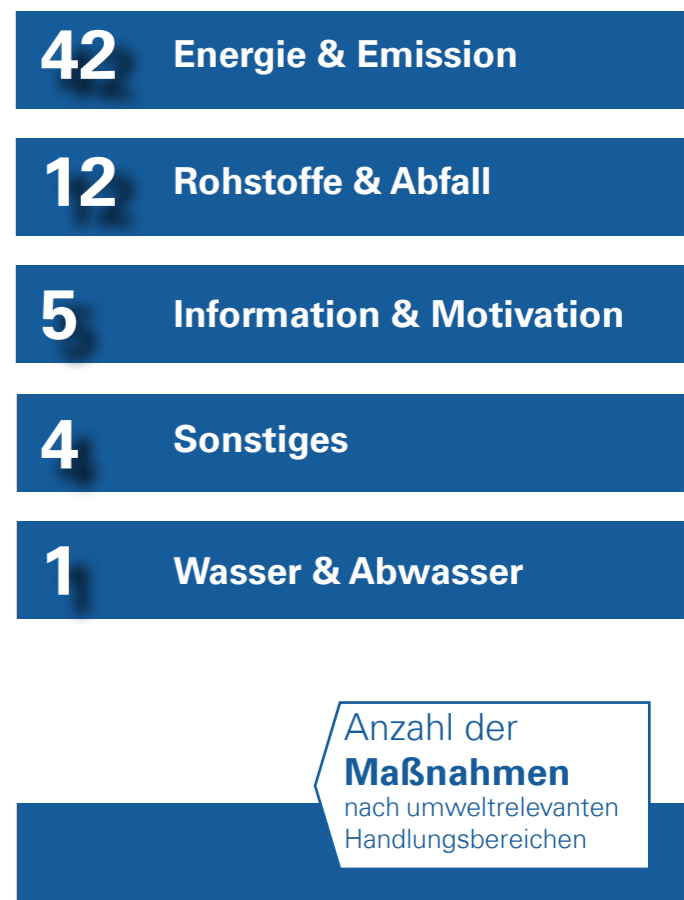 42 Energie & Emission
12 Rohstoffe & Abfall
5 Information & Motivation
4 Sonstiges
1 Wasser & Abwasser
Anzahl der
Maßnahmen
nach umweltrelevanten
Handlungsbereichen